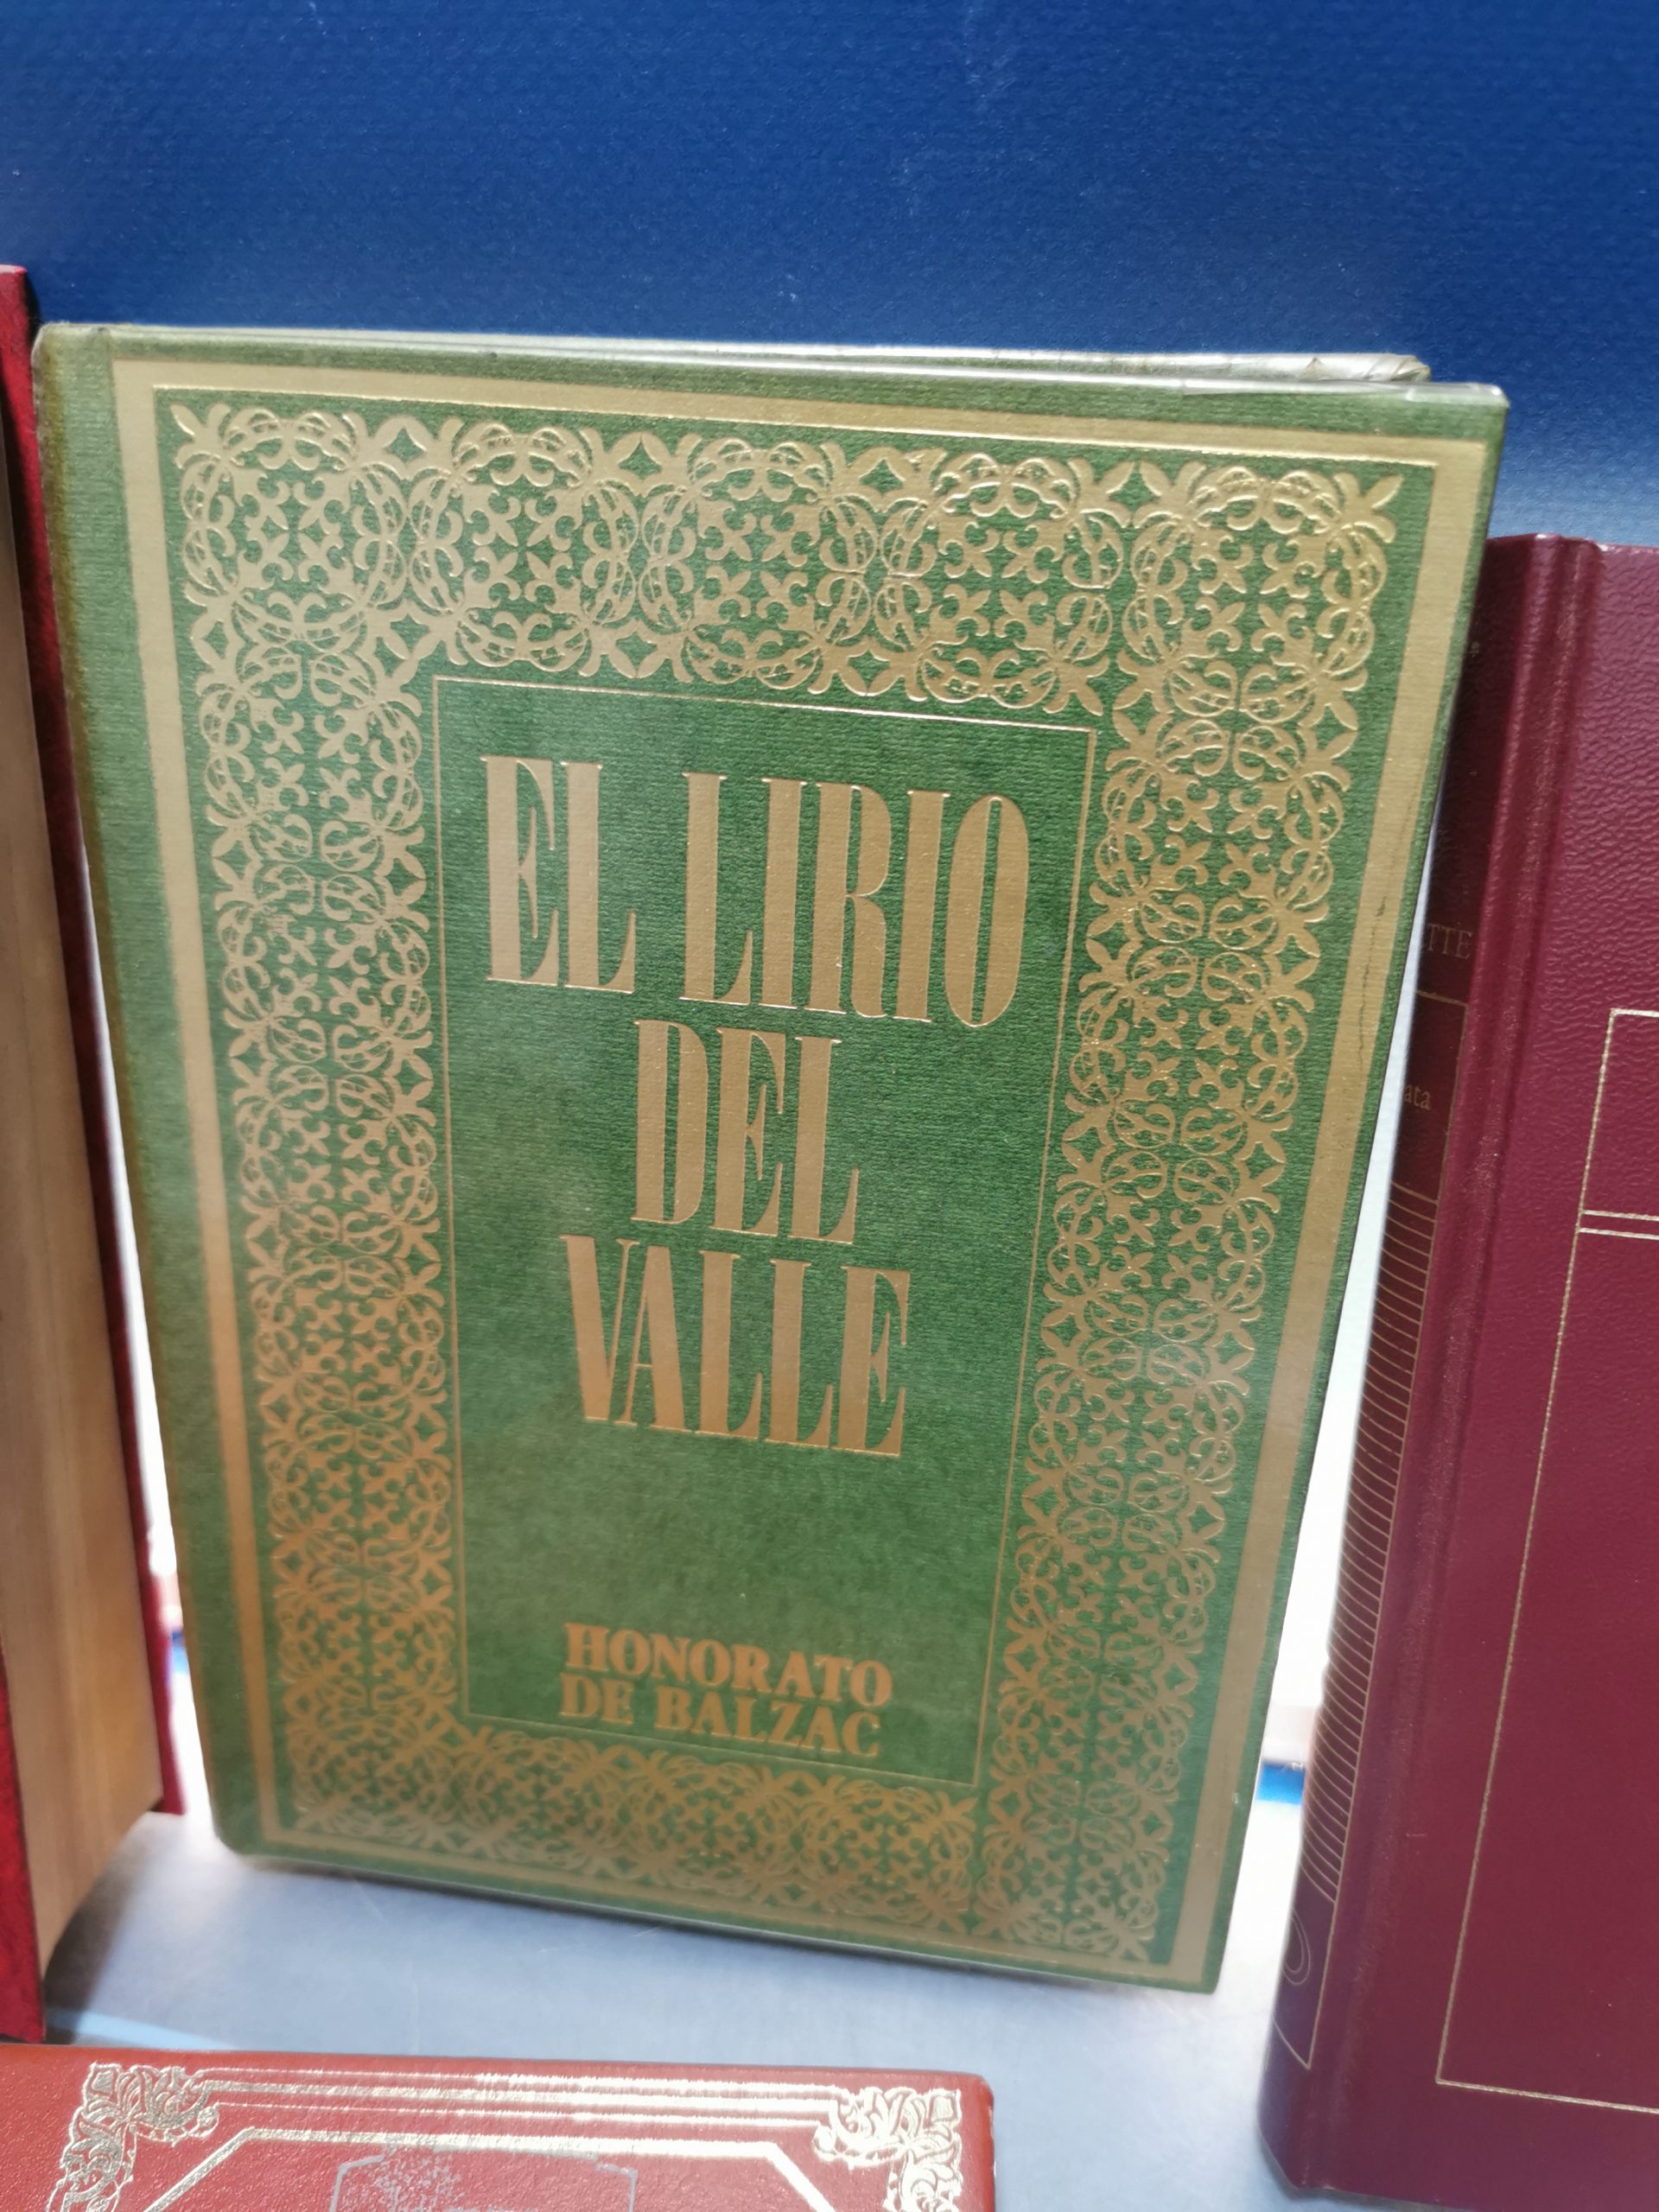 EL LIRIO
DEL
VALLE
HONORATO
DE BALZAC